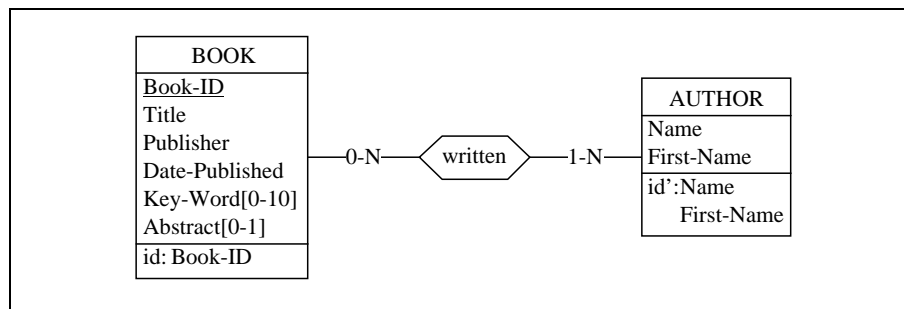 BOOK
Book-ID
Title
Publisher
Date-Published
Key-Word[0-10]
Abstract[0-1]
id: Book-ID
0-N
written
1-N
AUTHOR
Name
First-Name
id’:Name
First-Name